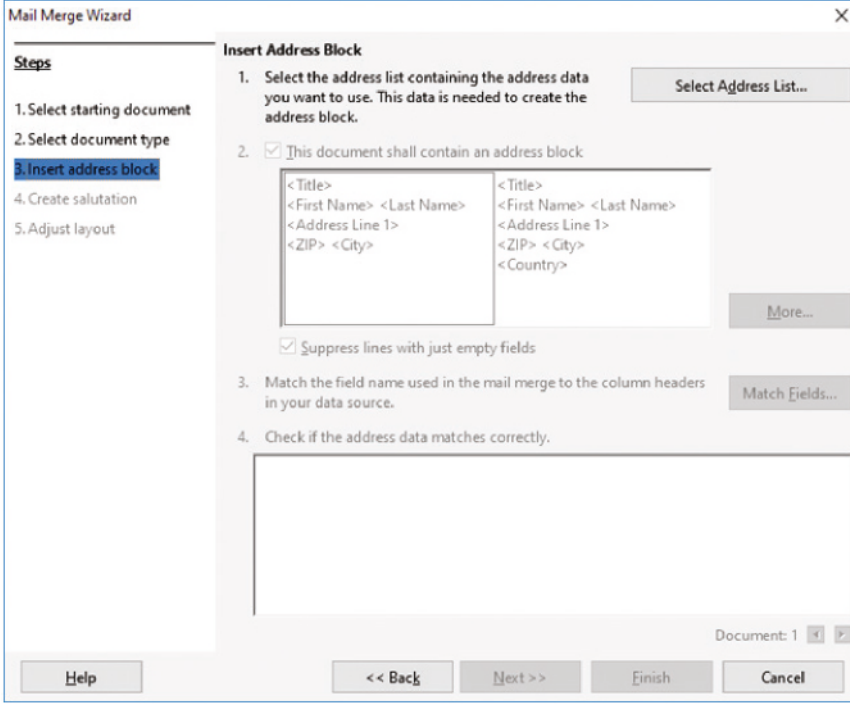 Mail Merge Wizard
Steps
1. Select starting document
2. Select document type
3. Insert address block
4. Create salutation
5. Adjust layout
Insert Address Block
1. Select the address list containing the address data
you want to use. This data is needed to create the
address block.
Select Address List...
2. This document shall contain an address block
<Title>
<First Name> <Last Name>
<Address Line 1>
<ZIP> <City>
<Title>
<First Name> <Last Name>
<Address Line 1>
<ZIP> <City>
<Country>
More...
Suppress lines with just empty fields
3. Match the field name used in the mail merge to the column headers
in your data source.
Match Fields...
4. Check if the address data matches correctly.
Document: 1
Help
<< Back
Next >>
Finish
Cancel